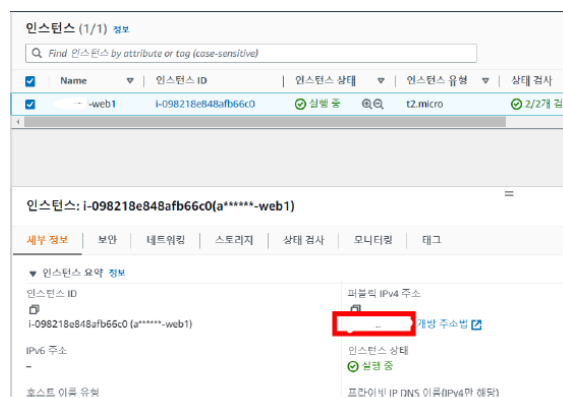 인스턴스 (1/1) 정보
Find 인스턴스 by attribute or tag (case-sensitive)
Name 인스턴스 ID 인스턴스 상태 인스턴스 유형 상태 검사
-web1 i-098218e848afb66c0 실행 중 t2.micro 2/2개 검
인스턴스: i-098218e848afb66c0(a******-web1)
세부 정보 보안 네트워킹 스토리지 상태 검사 모니터링 태그
인스턴스 요약 정보
인스턴스 ID 퍼블릭 IPv4 주소
i-098218e848afb66c0 (a******-web1) 개방 주소법
IPv6 주소 인스턴스 상태
– 실행 중
호스트 이름 유형 프라이빗 IP DNS 이름(IPv4만 해당)